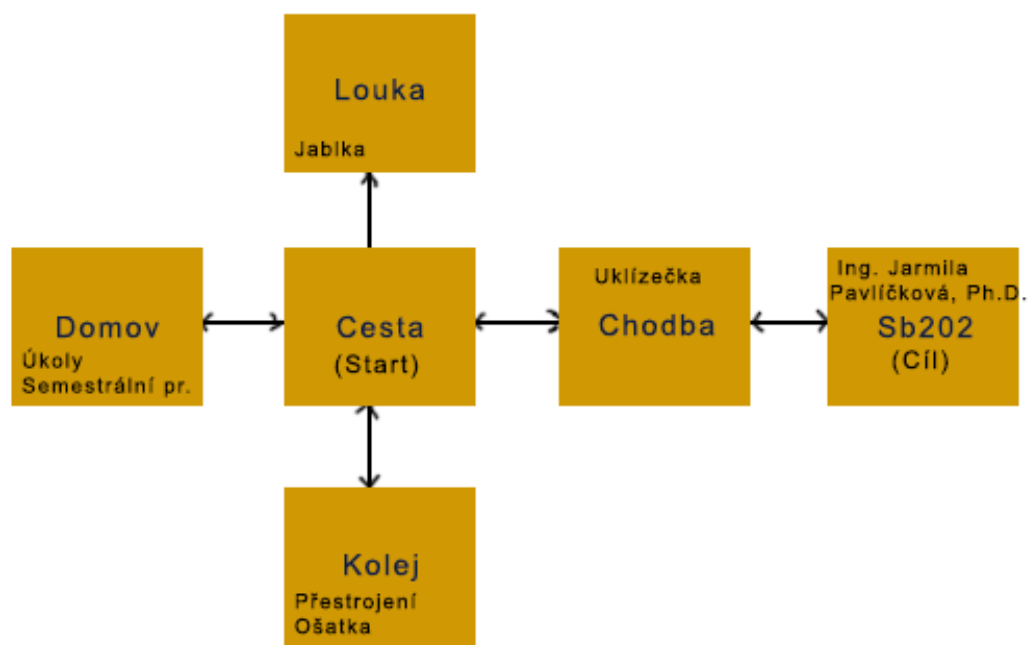 Louka
Jablka
Domov
Úkoly
Semestrální pr.
Cesta
(Start)
Uklízečka
Chodba
Ing. Jarmila
Pavlíčková, Ph.D.
Sb202
(Cíl)
Kolej
Přestrojení
Ošatka